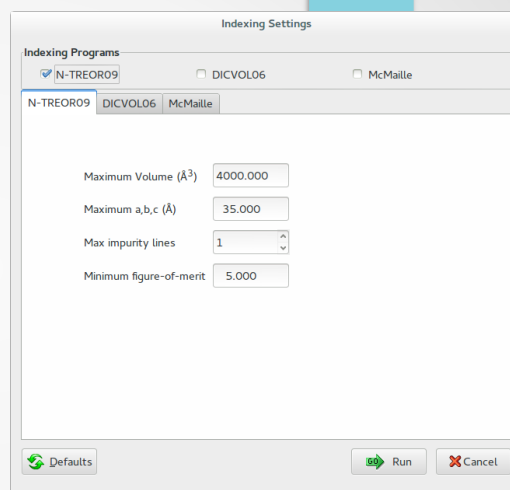 Indexing Settings
Indexing Programs
N-TREOR09 DICVOL06 McMaille
N-TREOR09 DICVOL06 McMaille
Maximum Volume (Å³) 4000.000
Maximum a,b,c (Å) 35.000
Max impurity lines 1
Minimum figure-of-merit 5.000
Defaults GO Run Cancel